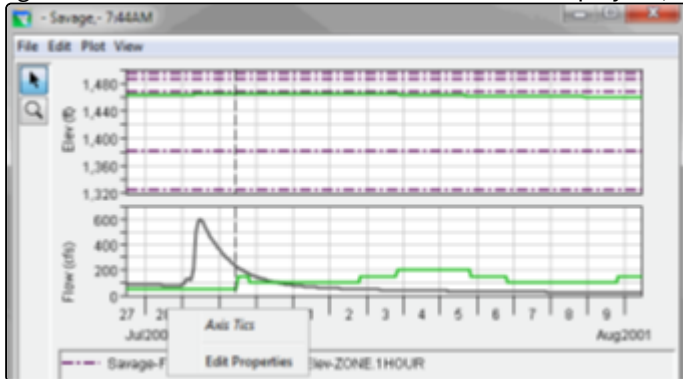 - Savage,- 7:44AM
File Edit Plot View
Elev (ft)
1,480
1,440
1,400
1,360
1,320
Flow (cfs)
600
400
200
0
27 28 1 2 3 4 5 6 7 8 9
Jul200 Aug2001
Axis Tics
Edit Properties
Savage-F Elev-ZONE.1HOUR